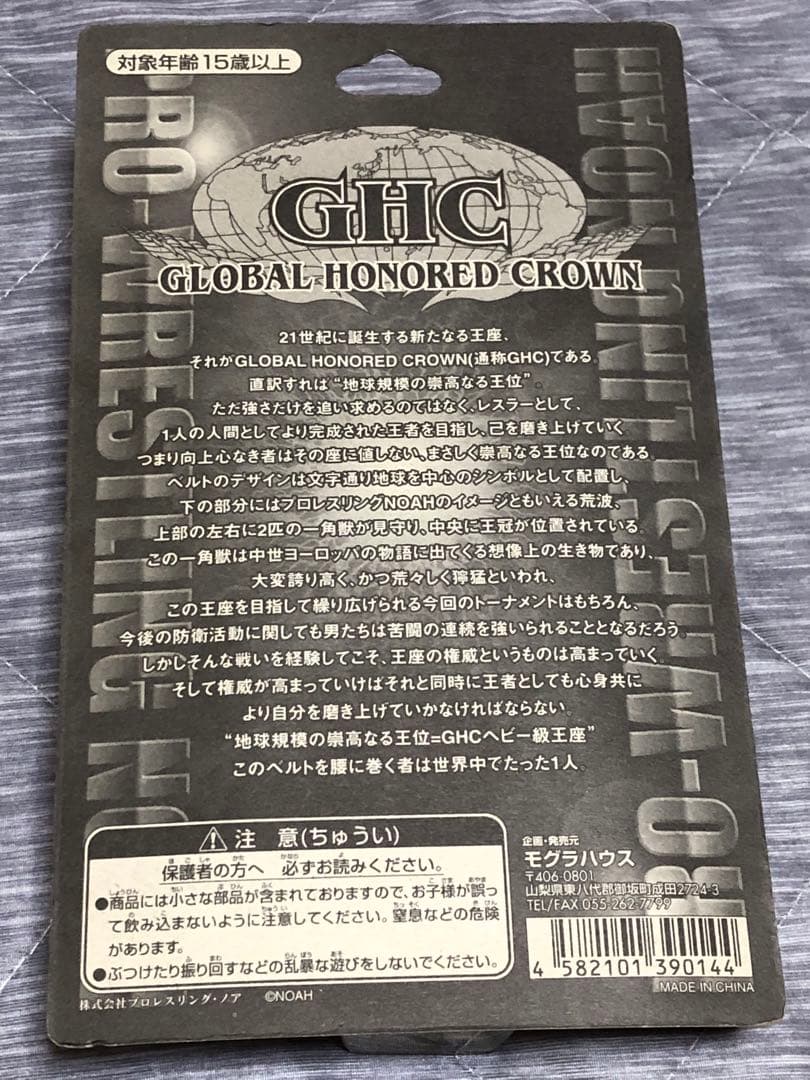 対象年齢15歳以上
PRO-WRESTLING NO
PRO-WRESTLING NOAH
GHC
GLOBAL HONORED CROWN
21世紀に誕生する新たなる王座、
それがGLOBAL HONORED CROWN(通称GHC)である。
直訳すれば“地球規模の崇高なる王位”。
ただ強さだけを追い求めるのではなく、レスラーとして、
1人の人間としてより完成された王者を目指し、己を磨き上げていく
つまり向上心なき者はその座に値しない、まさしく崇高なる王位なのである。
ベルトのデザインは文字通り地球を中心のシンボルとして配置し、
下の部分にはプロレスリングNOAHのイメージともいえる荒波、
上部の左右に2匹の一角獣が見守り、中央に王冠が位置されている。
この一角獣は中世ヨーロッパの物語に出てくる想像上の生き物であり、
大変誇り高く、かつ荒々しく獰猛といわれ、
この王座を目指して繰り広げられる今回のトーナメントはもちろん、
今後の防衛活動に関しても男たちは苦闘の連続を強いられることとなるだろう。
しかしそんな戦いを経験してこそ、王座の権威というものは高まっていく。
そして権威が高まっていけばそれと同時に王者としても心身共に
より自分を磨き上げていかなければならない。
“地球規模の崇高なる王位=GHCヘビー級王座”
このベルトを腰に巻く者は世界中でたった1人。
⚠ 注 意(ちゅうい)
保護者の方へ 必ずお読みください。
●商品には小さな部品が含まれておりますので、お子様が誤っ
て飲み込まないように注意してください。窒息などの危険
があります。
●ぶつけたり振り回すなどの乱暴な遊びをしないでください。
株式会社プロレスリング・ノア ©NOAH
企画・発売元
モグラハウス
〒406-0801
山梨県東八代郡御坂町成田2724-3
TEL/FAX.055-262-7799
4 582101 390144
MADE IN CHINA